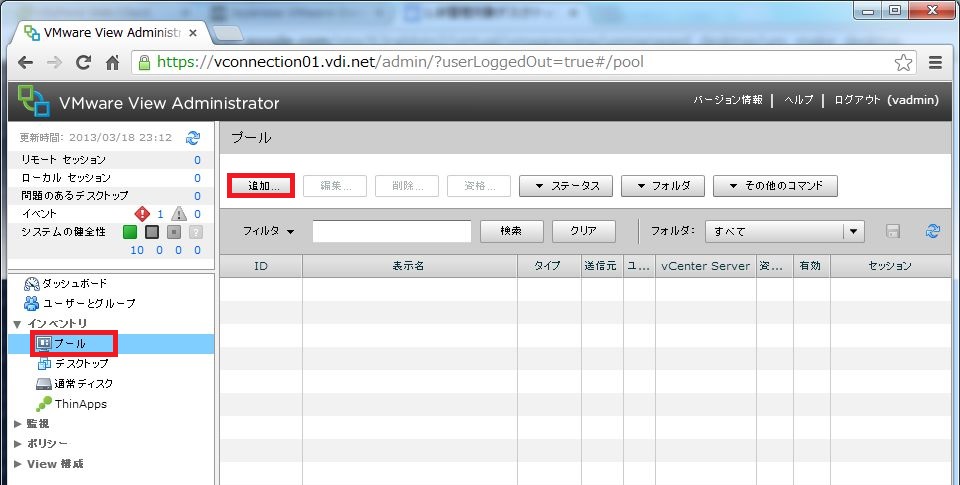 VMware View Administr
https://vconnection01.vdi.net/admin/?userLoggedOut=true#/pool
VMware View Administrator
バージョン情報 | ヘルプ | ログアウト (vadmin)
更新時間: 2013/03/18 23:12
リモート セッション 0
ローカル セッション 0
問題のあるデスクトップ 0
イベント 1 0
システムの健全性 ?
10 0 0 0
ダッシュボード
ユーザーとグループ
インベントリ
プール
デスクトップ
通常ディスク
ThinApps
監視
ポリシー
View 構成
プール
追加... 編集... 削除... 資格... ステータス フォルダ その他のコマンド
フィルタ 検索 クリア フォルダ: すべて
ID 表示名 タイプ 送信元 ユ... vCenter Server 資... 有効 セッション